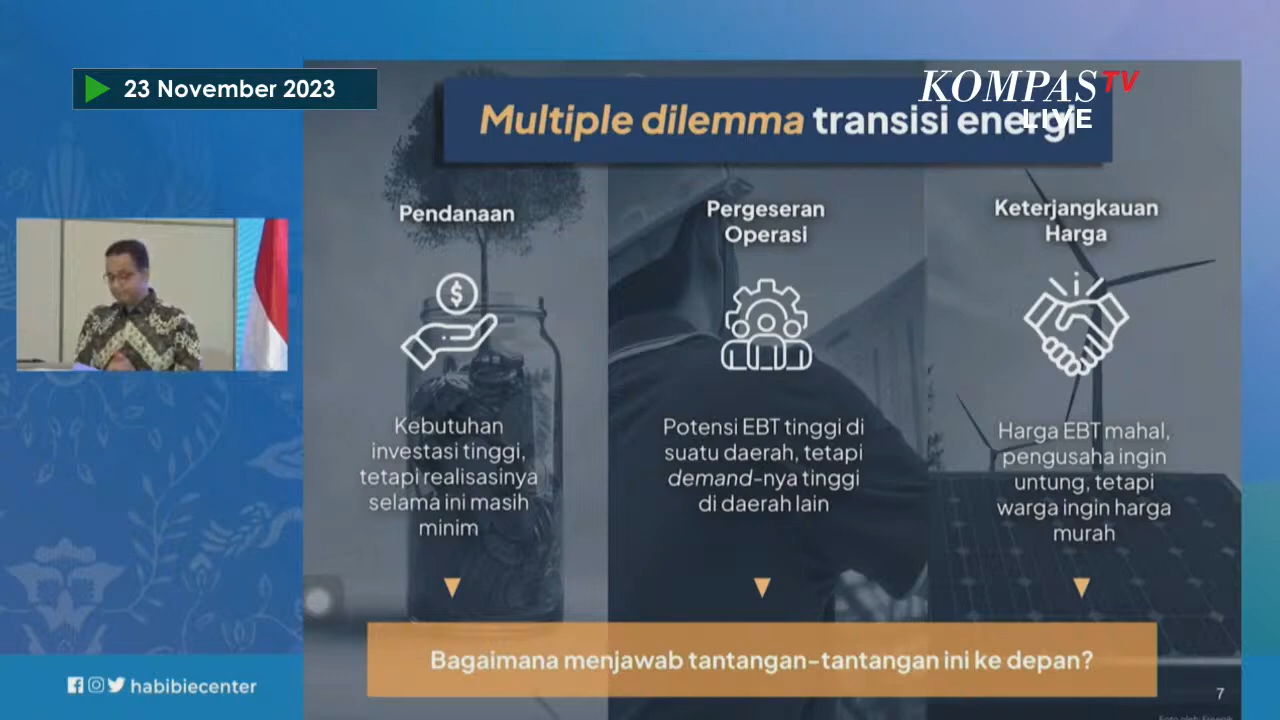 23 November 2023
KOMPAS TV
LIVE
Multiple dilemma transisi energi
Pendanaan
Kebutuhan
investasi tinggi,
tetapi realisasinya
selama ini masih
minim
Pergeseran
Operasi
Potensi EBT tinggi di
suatu daerah, tetapi
demand-nya tinggi
di daerah lain
Keterjangkauan
Harga
Harga EBT mahal,
pengusaha ingin
untung, tetapi
warga ingin harga
murah
Bagaimana menjawab tantangan-tantangan ini ke depan?
habibiecenter
7